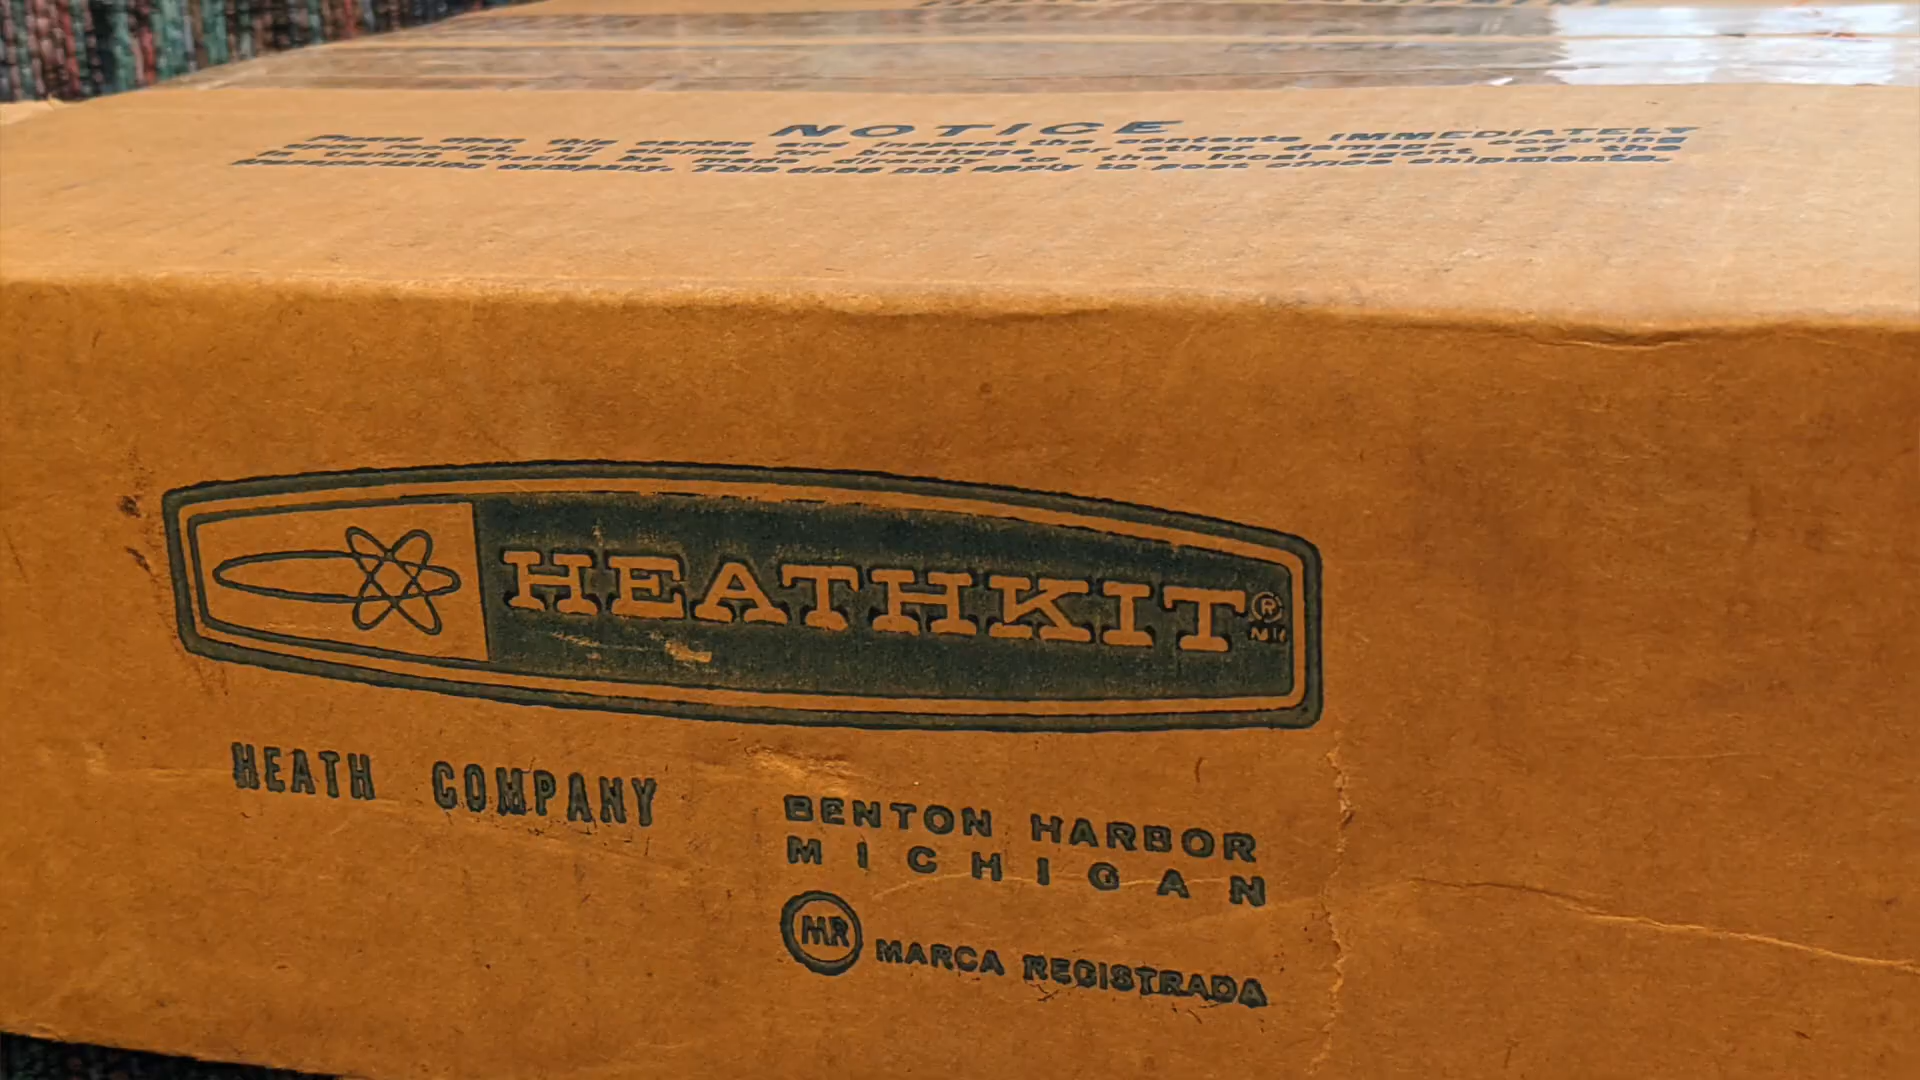 NOTICE
Please open this carton and inspect the contents IMMEDIATELY
upon receipt. All claims for shortage or other damage occuring
in transit should be made directly to the local agent of the
transportation company. This does not apply to post office shipments.
HEATHKIT®
HEATH COMPANY
BENTON HARBOR
MICHIGAN
MR MARCA REGISTRADA